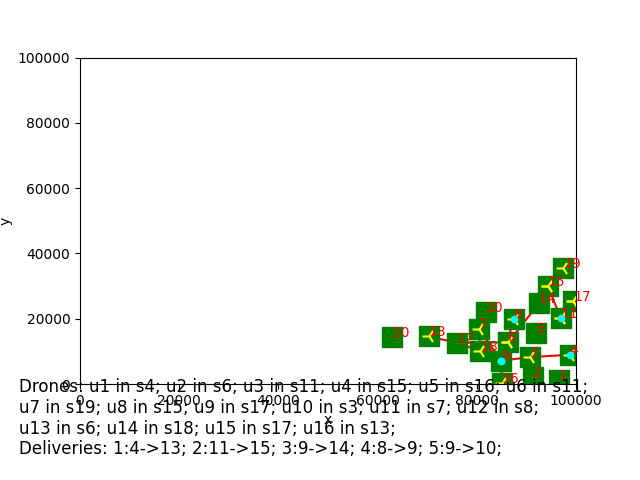 100000
80000
60000
40000
20000
0
y
0 20000 40000 60000 80000 100000
x
19
17
10
20
Drones: u1 in s4; u2 in s6; u3 in s11; u4 in s15; u5 in s16; u6 in s11;
u7 in s19; u8 in s15; u9 in s17; u10 in s3; u11 in s7; u12 in s8;
u13 in s6; u14 in s18; u15 in s17; u16 in s13;
Deliveries: 1:4->13; 2:11->15; 3:9->14; 4:8->9; 5:9->10;